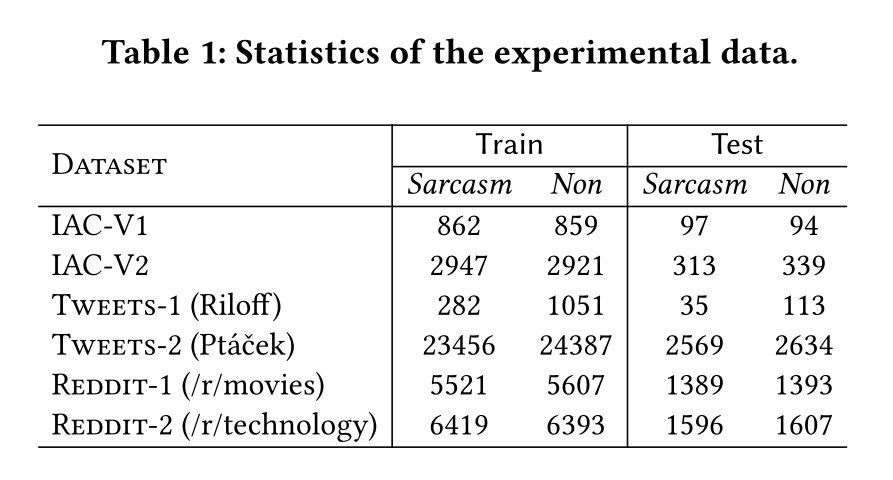 Table 1: Statistics of the experimental data.
Dataset Train Test
Sarcasm Non Sarcasm Non
IAC-V1 862 859 97 94
IAC-V2 2947 2921 313 339
Tweets-1 (Riloff) 282 1051 35 113
Tweets-2 (Ptáček) 23456 24387 2569 2634
Reddit-1 (/r/movies) 5521 5607 1389 1393
Reddit-2 (/r/technology) 6419 6393 1596 1607